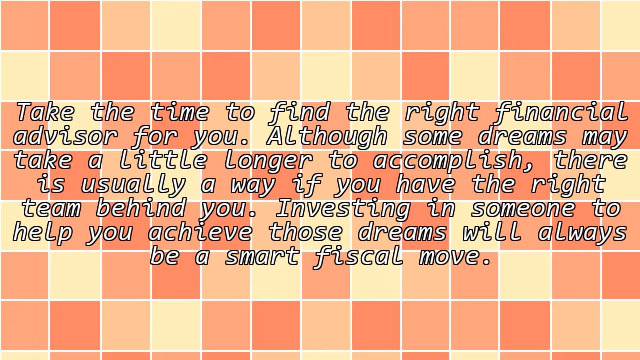 Take the time to find the right financial
advisor for you. Although some dreams may
take a little longer to accomplish, there
is usually a way if you have the right
team behind you. Investing in someone to
help you achieve those dreams will always
be a smart fiscal move.